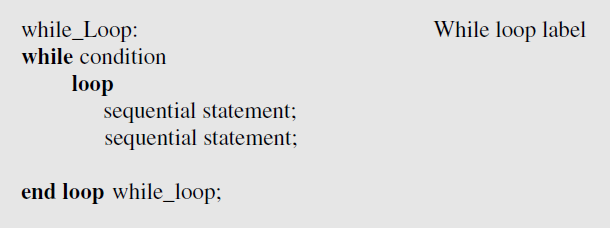 while_Loop: While loop label
while condition
loop
sequential statement;
sequential statement;
end loop while_loop;